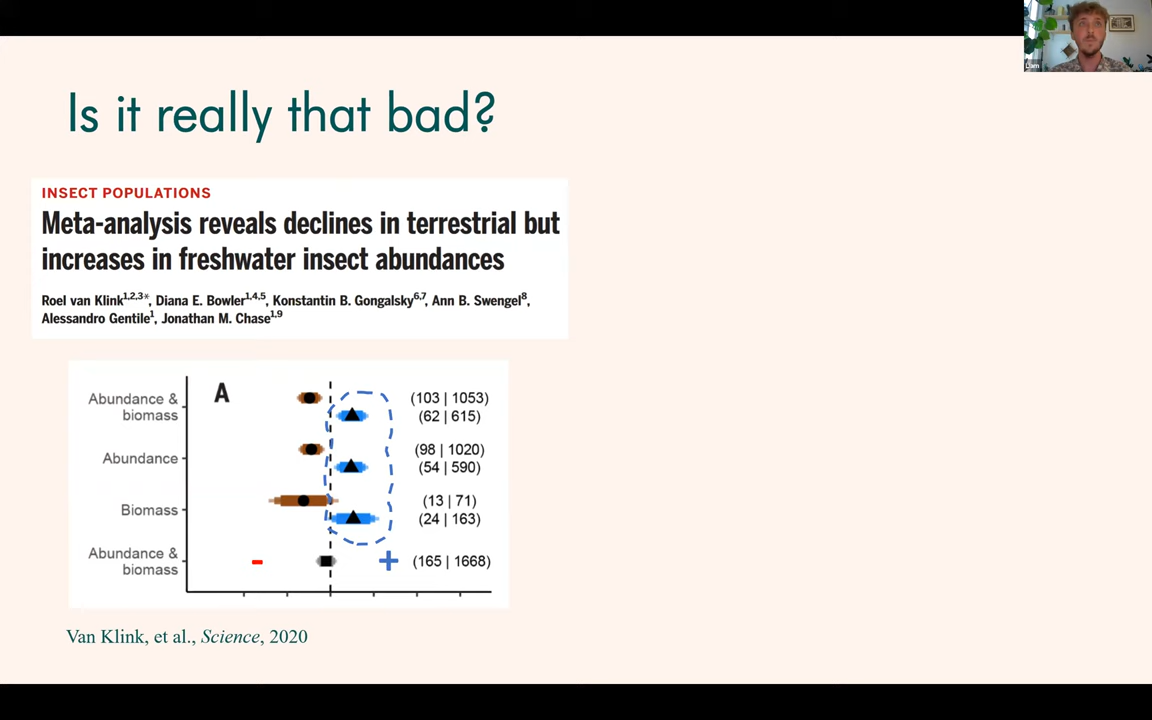 Liam
Is it really that bad?
INSECT POPULATIONS
Meta-analysis reveals declines in terrestrial but
increases in freshwater insect abundances
Roel van Klink1,2,3*, Diana E. Bowler1,4,5, Konstantin B. Gongalsky6,7, Ann B. Swengel8,
Alessandro Gentile1, Jonathan M. Chase1,9
A
Abundance &
biomass
(103 | 1053)
(62 | 615)
Abundance
(98 | 1020)
(54 | 590)
Biomass
(13 | 71)
(24 | 163)
Abundance &
biomass
- + (165 | 1668)
Van Klink, et al., Science, 2020